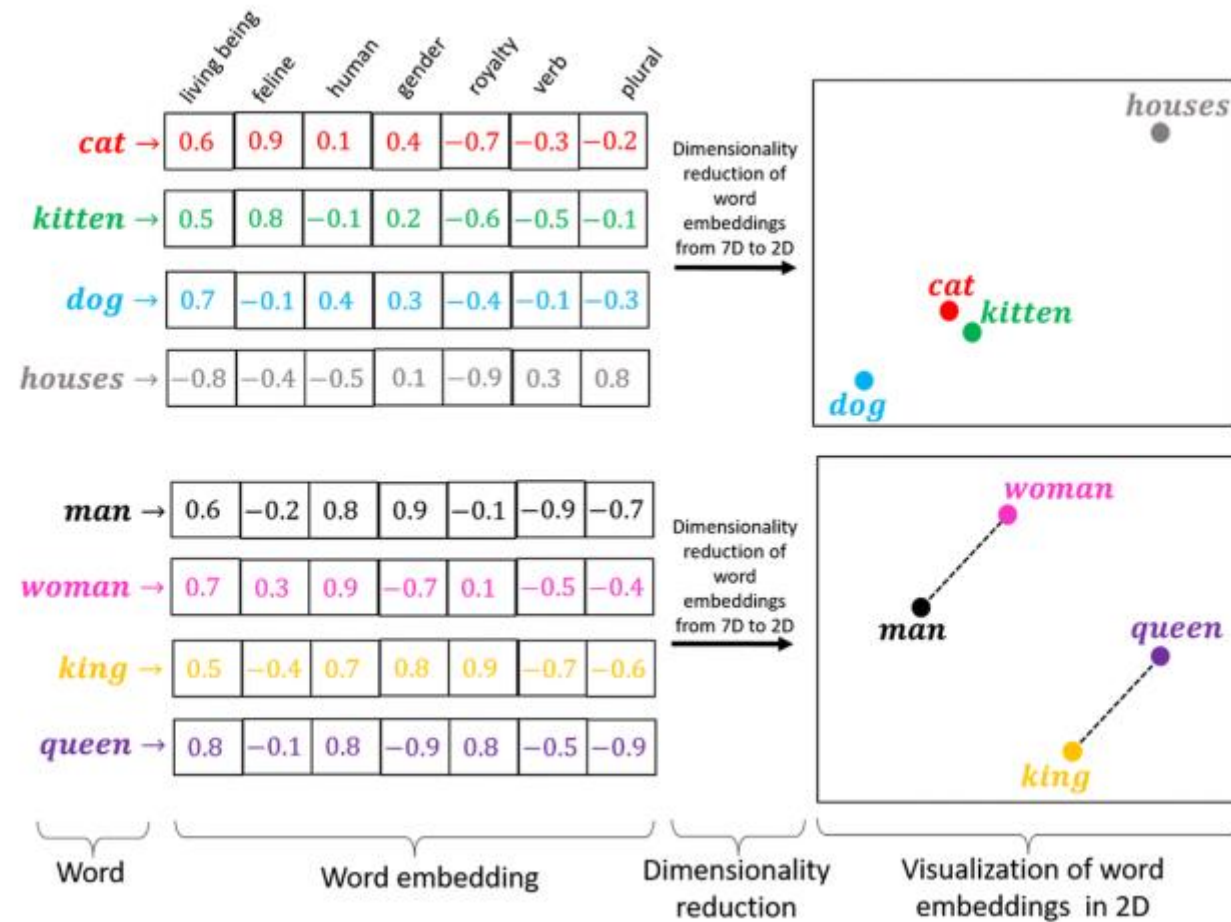 living being feline human gender royalty verb plural
cat → 0.6 0.9 0.1 0.4 −0.7 −0.3 −0.2
kitten → 0.5 0.8 −0.1 0.2 −0.6 −0.5 −0.1
dog → 0.7 −0.1 0.4 0.3 −0.4 −0.1 −0.3
houses → −0.8 −0.4 −0.5 0.1 −0.9 0.3 0.8
Dimensionality
reduction of
word
embeddings
from 7D to 2D
houses
cat
kitten
dog
man → 0.6 −0.2 0.8 0.9 −0.1 −0.9 −0.7
woman → 0.7 0.3 0.9 −0.7 0.1 −0.5 −0.4
king → 0.5 −0.4 0.7 0.8 0.9 −0.7 −0.6
queen → 0.8 −0.1 0.8 −0.9 0.8 −0.5 −0.9
Dimensionality
reduction of
word
embeddings
from 7D to 2D
woman
man
queen
king
Word
Word embedding
Dimensionality
reduction
Visualization of word
embeddings in 2D